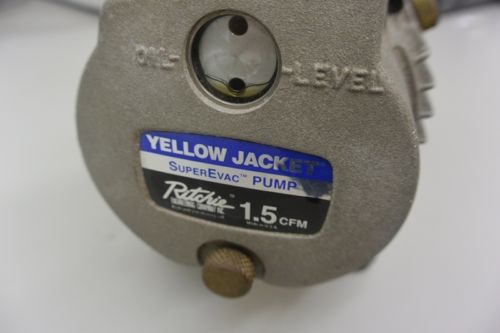 OIL-LEVEL
YELLOW JACKET
SUPEREVAC™ PUMP
Ritchie
1.5 CFM